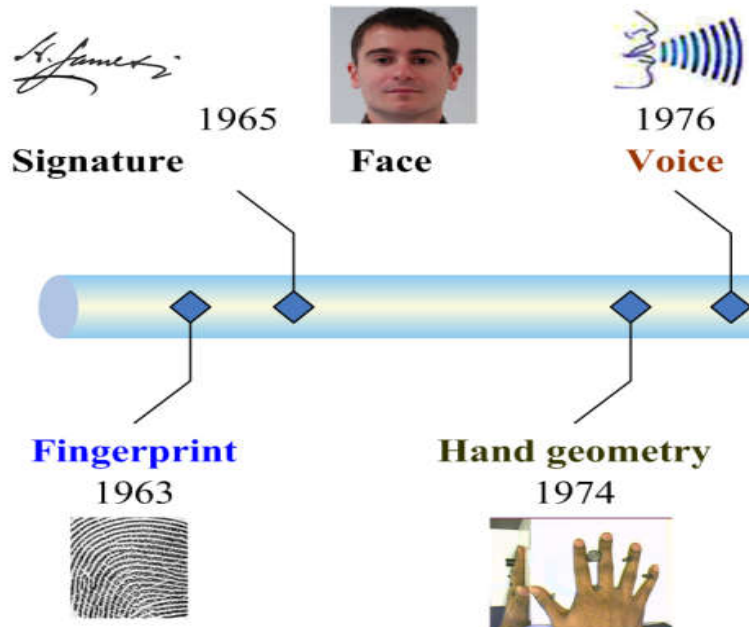 1965
1976
Signature Face Voice
Fingerprint
Hand geometry
1963
1974